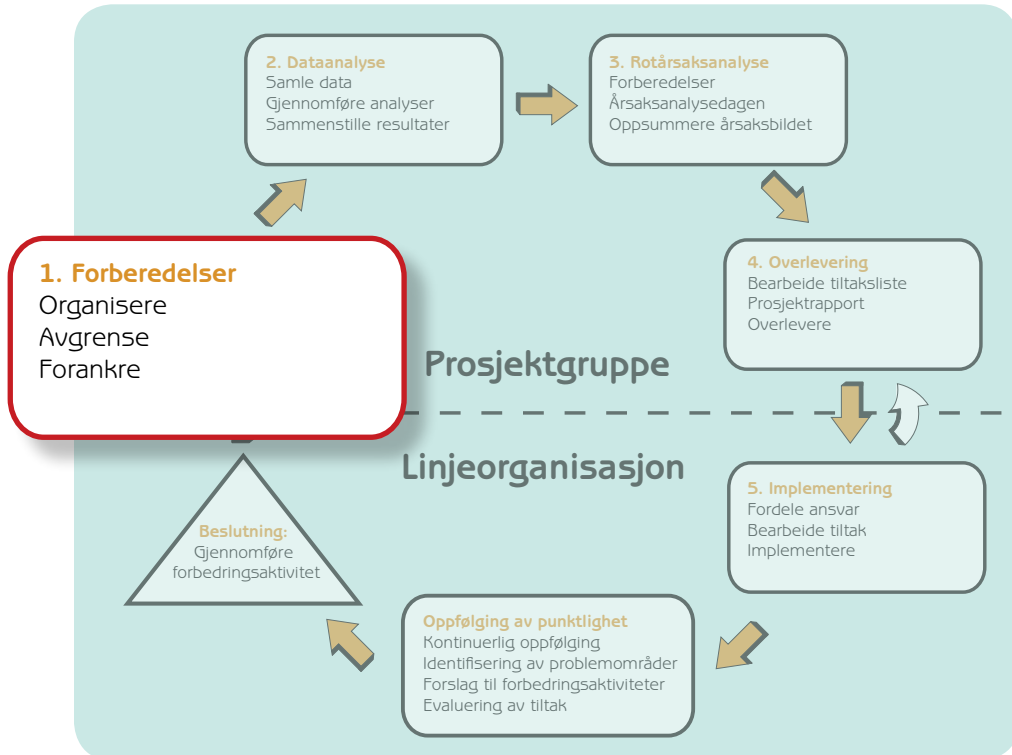 1. Forberedelser
Organisere
Avgrense
Forankre
2. Dataanalyse
Samle data
Gjennomføre analyser
Sammenstille resultater
3. Rotårsaksanalyse
Forberedelser
Årsaksanalysedagen
Oppsummere årsaksbildet
4. Overlevering
Bearbeide tiltaksliste
Prosjektrapport
Overlevere
Prosjektgruppe
Linjeorganisasjon
5. Implementering
Fordele ansvar
Bearbeide tiltak
Implementere
Oppfølging av punktlighet
Kontinuerlig oppfølging
Identifisering av problemområder
Forslag til forbedringsaktiviteter
Evaluering av tiltak
Beslutning:
Gjennomføre
forbedringsaktivitet